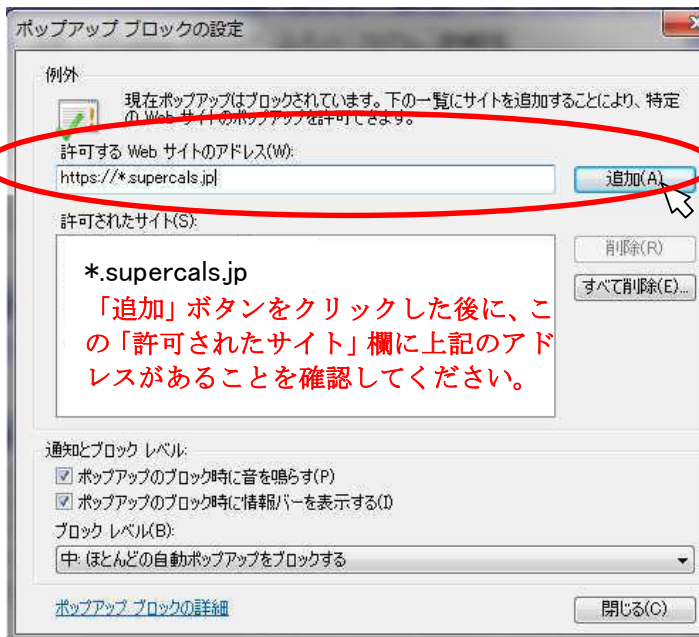 ポップアップ ブロックの設定
例外
現在ポップアップはブロックされています。下の一覧にサイトを追加することにより、特定
の Web サイトのポップアップを許可できます。
許可する Web サイトのアドレス(W):
https://*.supercals.jp
追加(A)
許可されたサイト(S):
削除(R)
*.supercals.jp
すべて削除(E)...
「追加」ボタンをクリックした後に、こ
の「許可されたサイト」欄に上記のアド
レスがあることを確認してください。
通知とブロック レベル:
ポップアップのブロック時に音を鳴らす(P)
ポップアップのブロック時に情報バーを表示する(I)
ブロック レベル(B):
中: ほとんどの自動ポップアップをブロックする
ポップアップ ブロックの詳細
閉じる(C)